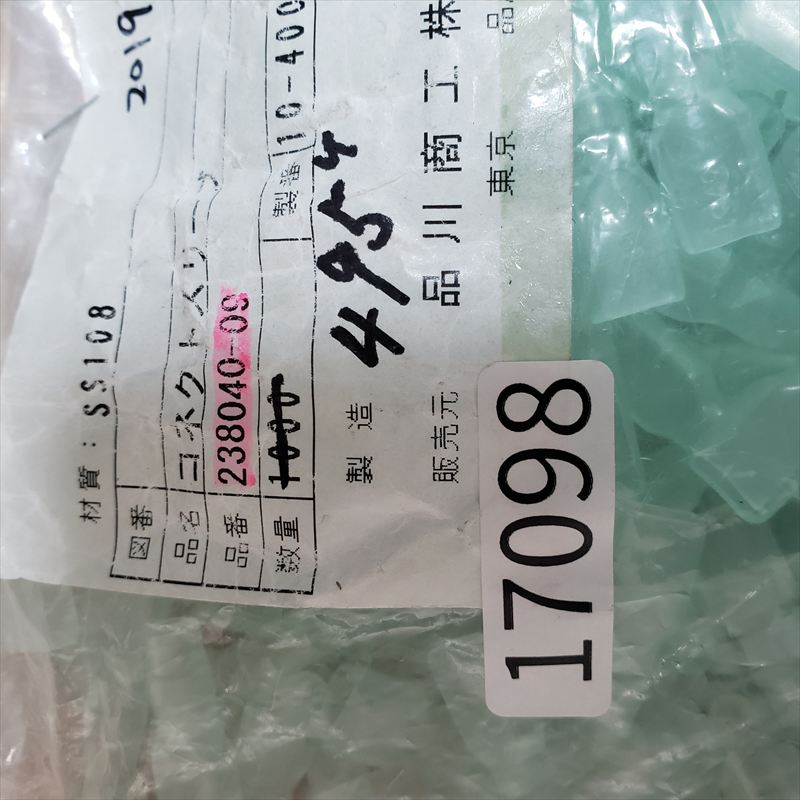 2019
材質：SS108
図番
品名 コネクトスリーブ
品番 238040-09
数量 1000 製番 10-400
4954
製造 品川商工株
販売元 東京 品
17098